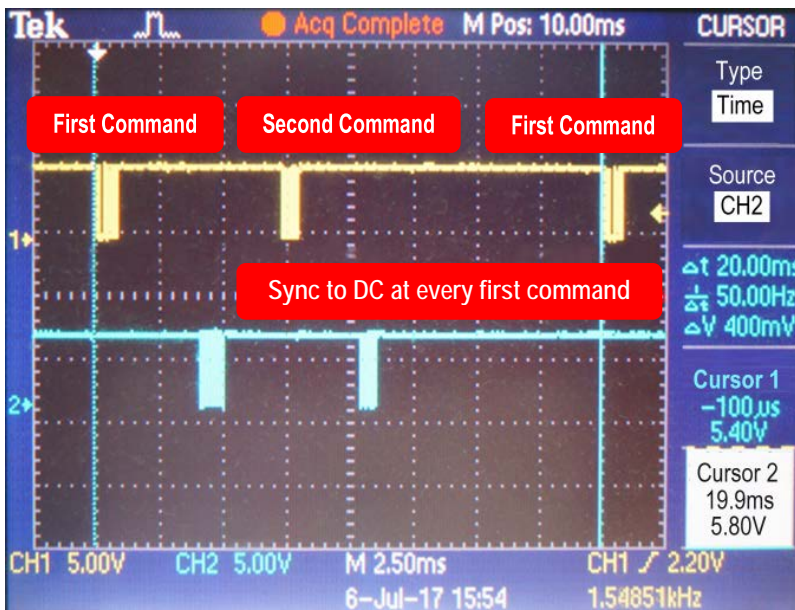 Tek Acq Complete M Pos: 10.00ms CURSOR
Type
Time
First Command Second Command First Command
Source
CH2
1
Sync to DC at every first command
Δt 20.00ms
1/Δt 50.00Hz
ΔV 400mV
Cursor 1
-100µs
5.40V
2
Cursor 2
19.9ms
5.80V
CH1 5.00V CH2 5.00V M 2.50ms CH1 2.20V
6-Jul-17 15:54 1.54851kHz